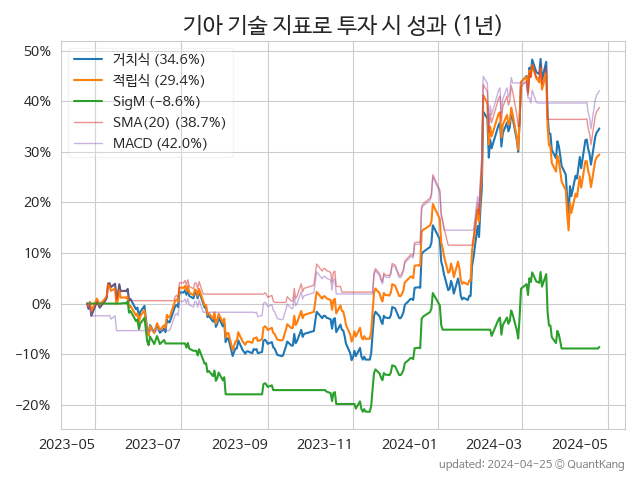 기아 기술 지표로 투자 시 성과 (1년)
거치식 (34.6%)
적립식 (29.4%)
SigM (−8.6%)
SMA(20) (38.7%)
MACD (42.0%)
50%
40%
30%
20%
10%
0%
−10%
−20%
2023-05 2023-07 2023-09 2023-11 2024-01 2024-03 2024-05
updated: 2024-04-25 ⓒ QuantKang